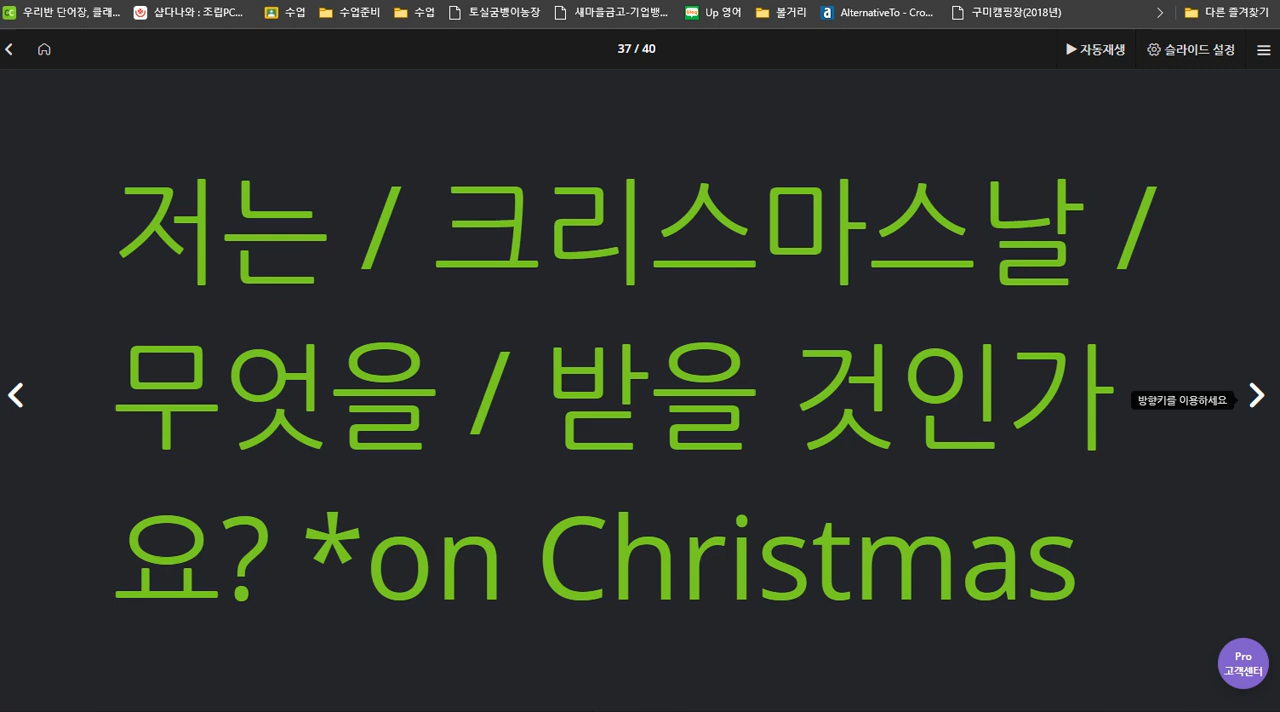 우리반 단어장, 클래... 샵다나와 : 조립PC... 수업 수업준비 수업 토실굼벵이농장 새마을금고-기업뱅... Up 영어 볼거리 AlternativeTo - Cro... 구미캠핑장(2018년) 다른 즐겨찾기
37 / 40 자동재생 슬라이드 설정
저는 / 크리스마스날 /
무엇을 / 받을 것인가
방향키를 이용하세요
요? *on Christmas
Pro
고객센터